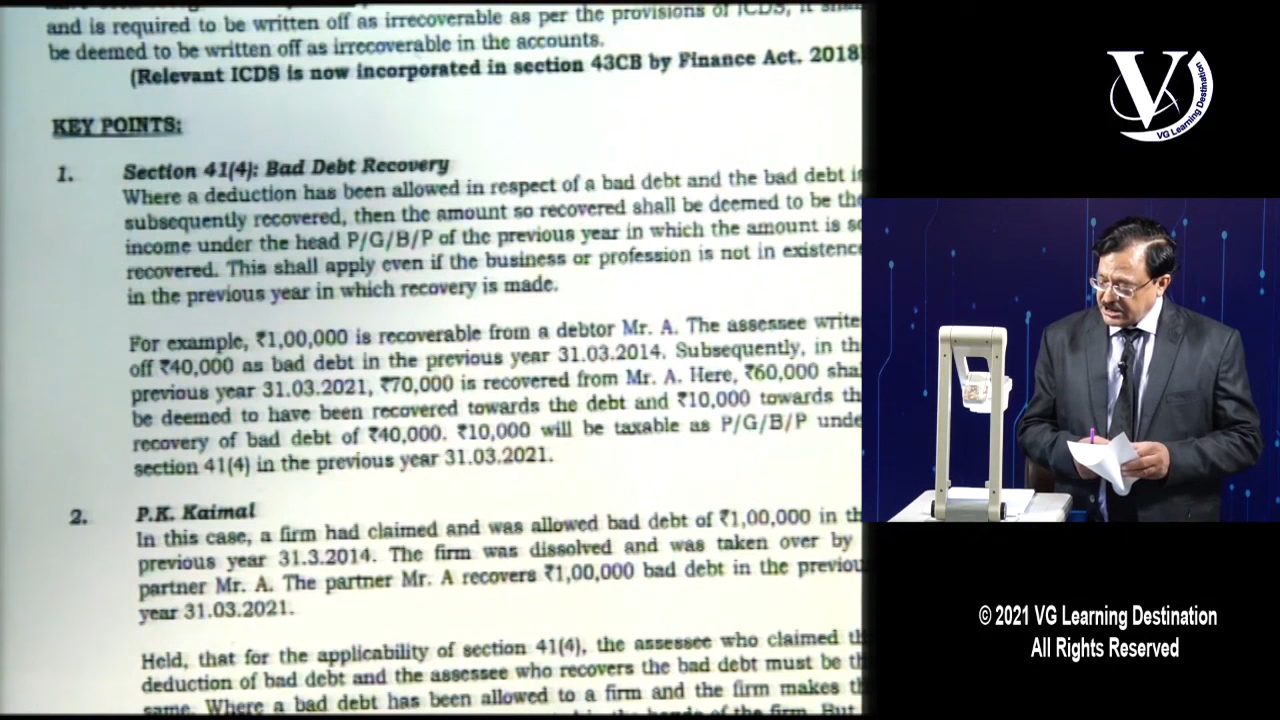 and is required to be written off as irrecoverable as per the provisions of ICDS, it
be deemed to be written off as irrecoverable in the accounts.
(Relevant ICDS is now incorporated in section 43CB by Finance Act. 2018
KEY POINTS:
1. Section 41(4): Bad Debt Recovery
Where a deduction has been allowed in respect of a bad debt and the bad debt
subsequently recovered, then the amount so recovered shall be deemed to be
income under the head P/G/B/P of the previous year in which the amount is
recovered. This shall apply even if the business or profession is not in existence
in the previous year in which recovery is made.
For example, ₹1,00,000 is recoverable from a debtor Mr. A. The assessee write
off ₹40,000 as bad debt in the previous year 31.03.2014. Subsequently, in
previous year 31.03.2021, ₹70,000 is recovered from Mr. A. Here, ₹60,000
be deemed to have been recovered towards the debt and ₹10,000 towards
recovery of bad debt of ₹40,000. ₹10,000 will be taxable as P/G/B/P unde
section 41(4) in the previous year 31.03.2021.
2. P.K. Kaimal
In this case, a firm had claimed and was allowed bad debt of ₹1,00,000 in
previous year 31.3.2014. The firm was dissolved and was taken over by
partner Mr. A. The partner Mr. A recovers ₹1,00,000 bad debt in the previou
year 31.03.2021.
Held, that for the applicability of section 41(4), the assessee who claimed
deduction of bad debt and the assessee who recovers the bad debt must be
same. Where a bad debt has been allowed to a firm and the firm makes
in the hands of the firm. But
V
VG Learning Destination
© 2021 VG Learning Destination
All Rights Reserved